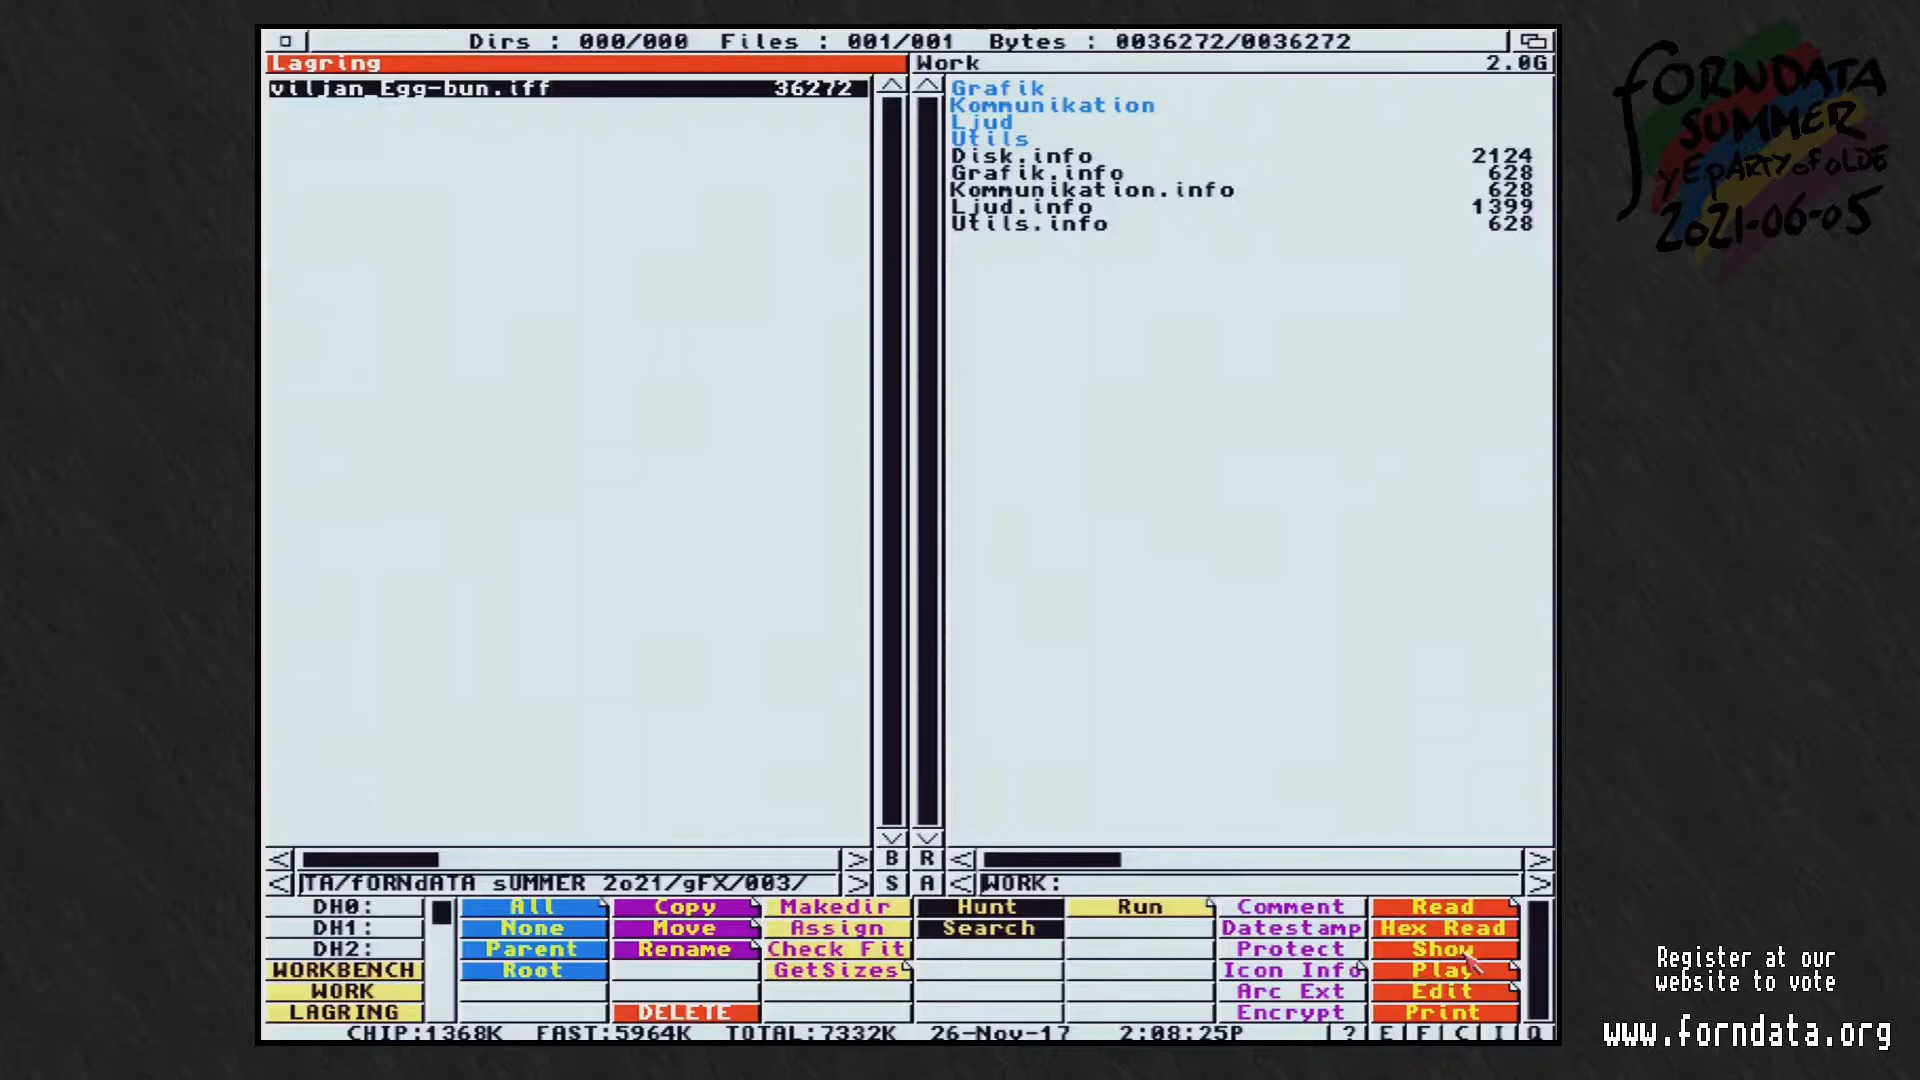 Dirs : 000/000 Files : 001/001 Bytes : 0036272/0036272
Lagring
Work 2.0G
viljan_Egg-bun.iff 36272
Grafik
Kommunikation
Ljud
Utils
Disk.info 2124
Grafik.info 628
Kommunikation.info 628
Ljud.info 1399
Utils.info 628
B R
TA/fORNdATA sUMMER 2o21/gFX/003/ S A WORK:
DH0: All Copy Makedir Hunt Run Comment Read
DH1: None Move Assign Search Datestamp Hex Read
DH2: Parent Rename Check Fit Protect Show
WORKBENCH Root GetSizes Icon Info Play
WORK Arc Ext Edit
LAGRING DELETE Encrypt Print
CHIP:1368K FAST:5964K TOTAL:7332K 26-Nov-17 2:08:25P ? E F C I Q
fORNDATA
SUMMER
YE pARTY oF oLDE
2021-06-05
Register at our
website to vote
www.forndata.org